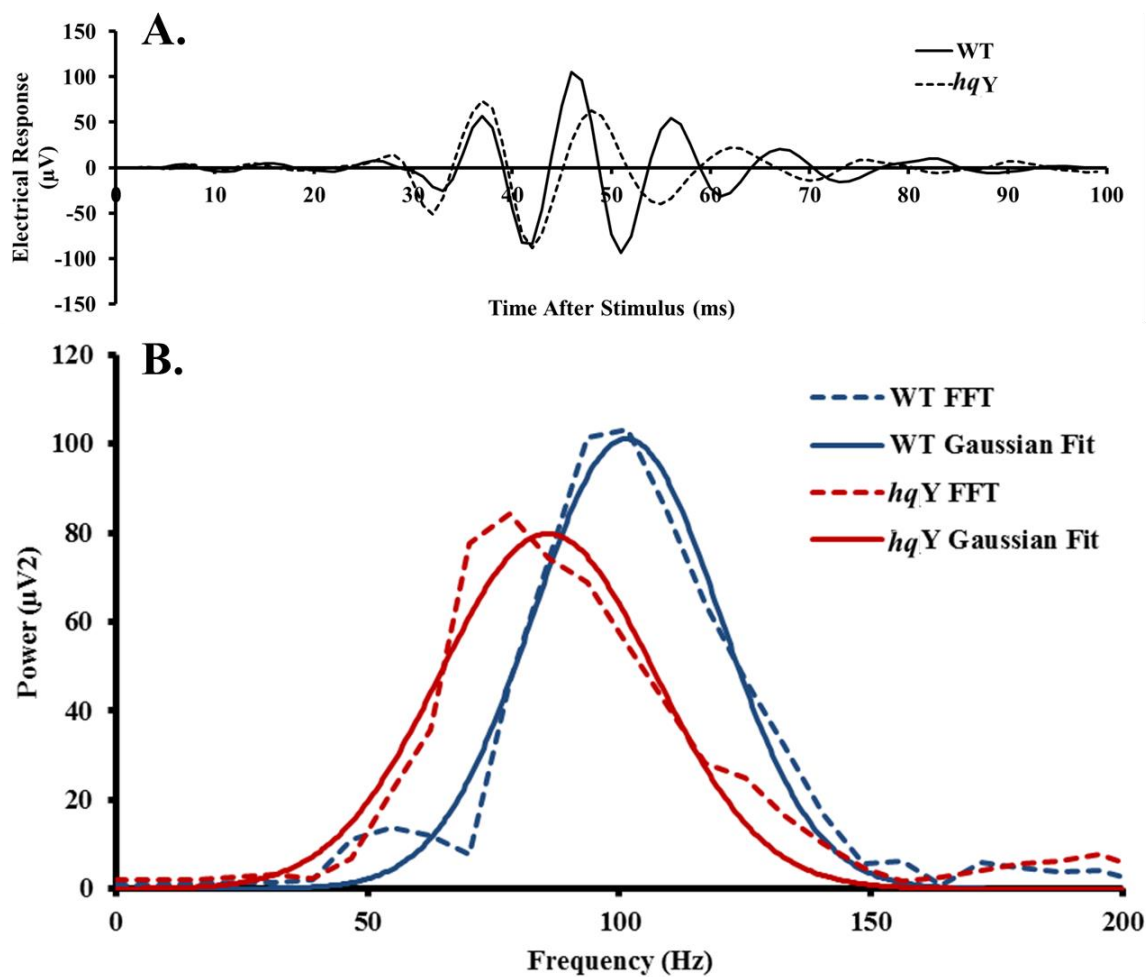 A.
150
100
50
0
-50
-100
-150
Electrical Response
(µV)
WT
hqY
0 10 20 30 40 50 60 70 80 90 100
Time After Stimulus (ms)
B.
120
100
80
60
40
20
0
Power (µV2)
WT FFT
WT Gaussian Fit
hqY FFT
hqY Gaussian Fit
0 50 100 150 200
Frequency (Hz)